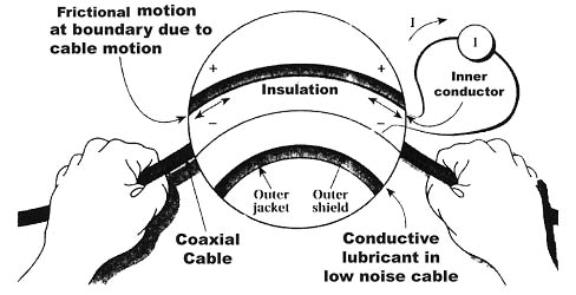 Frictional motion
at boundary due to
cable motion
I
I
+
+
Insulation
Inner
conductor
–
–
Outer
jacket
Outer
shield
Coaxial
Cable
Conductive
lubricant in
low noise cable